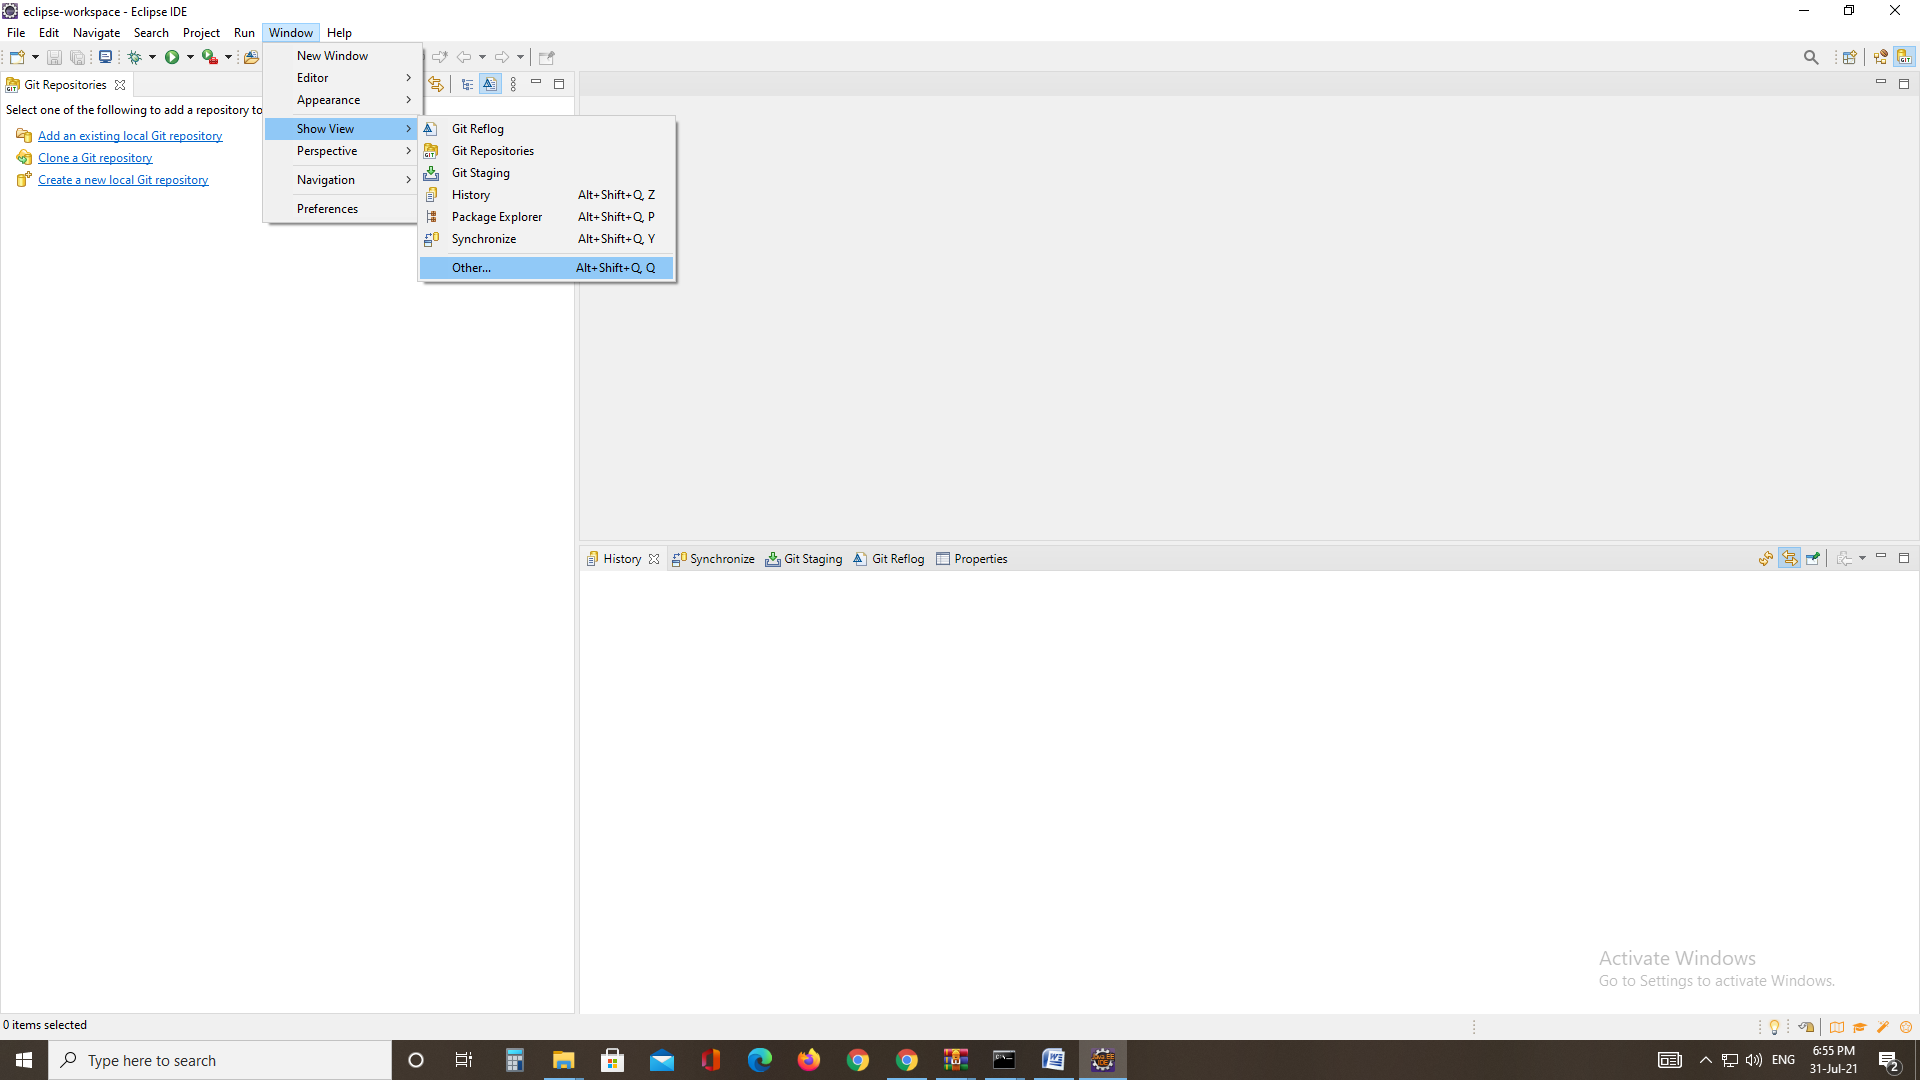 eclipse-workspace - Eclipse IDE
File Edit Navigate Search Project Run Window Help
New Window
Editor
Appearance
Show View
Perspective
Navigation
Preferences
Git Repositories
Select one of the following to add a repository to
Add an existing local Git repository
Clone a Git repository
Create a new local Git repository
Git Reflog
Git Repositories
Git Staging
History Alt+Shift+Q, Z
Package Explorer Alt+Shift+Q, P
Synchronize Alt+Shift+Q, Y
Other... Alt+Shift+Q, Q
History Synchronize Git Staging Git Reflog Properties
Activate Windows
Go to Settings to activate Windows.
0 items selected
Type here to search
ENG
6:55 PM
31-Jul-21
2